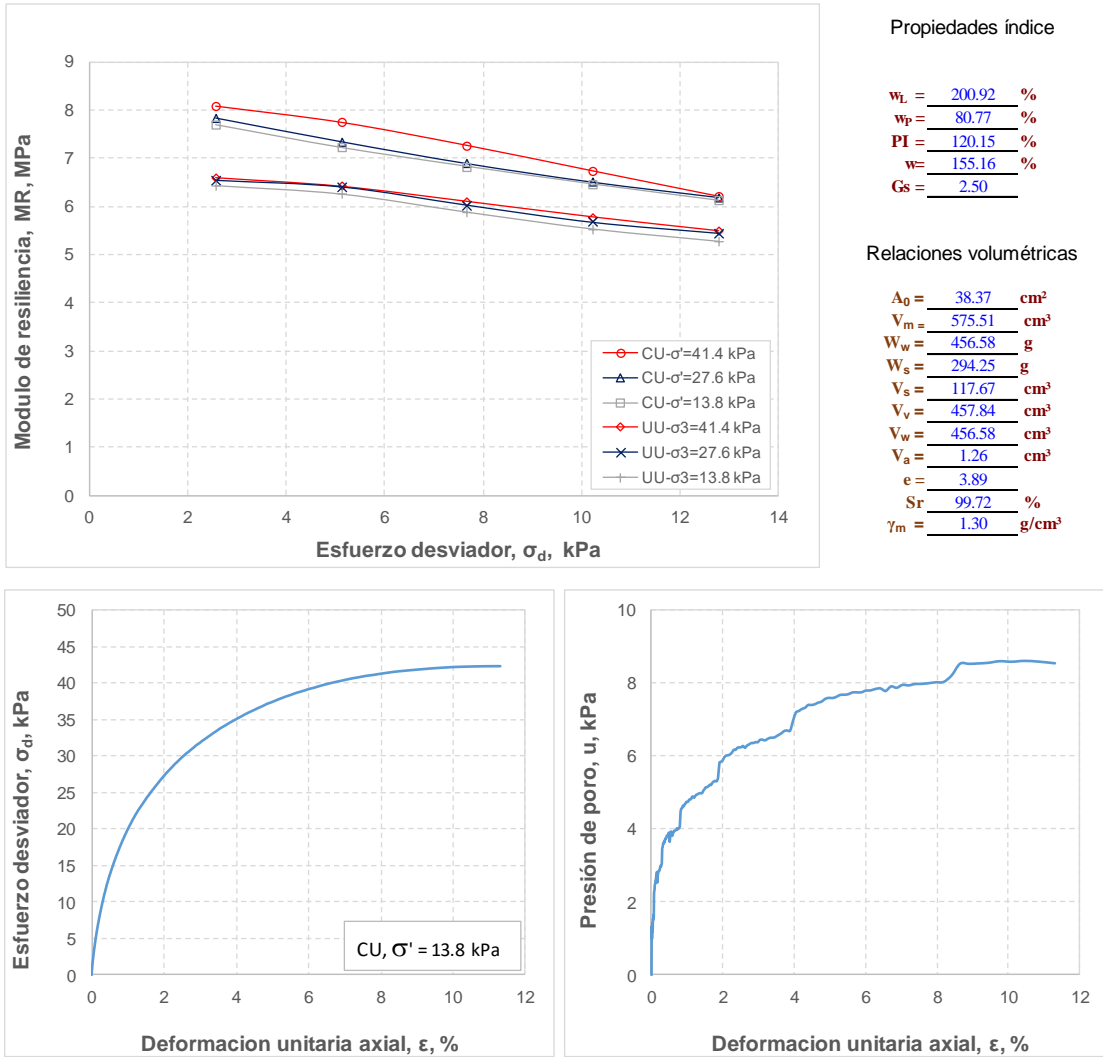 Modulo de resiliencia, MR, MPa
9
8
7
6
5
4
3
2
1
0
0 2 4 6 8 10 12 14
Esfuerzo desviador, σd, kPa
CU-σ'=41.4 kPa
CU-σ'=27.6 kPa
CU-σ'=13.8 kPa
UU-σ3=41.4 kPa
UU-σ3=27.6 kPa
UU-σ3=13.8 kPa
Propiedades índice
wL = 200.92 %
wP = 80.77 %
PI = 120.15 %
w= 155.16 %
Gs = 2.50
Relaciones volumétricas
A0 = 38.37 cm²
Vm = 575.51 cm³
Ww = 456.58 g
Ws = 294.25 g
Vs = 117.67 cm³
Vv = 457.84 cm³
Vw = 456.58 cm³
Va = 1.26 cm³
e = 3.89
Sr 99.72 %
γm = 1.30 g/cm³
Esfuerzo desviador, σd, kPa
50
45
40
35
30
25
20
15
10
5
0
0 2 4 6 8 10 12
CU, σ' = 13.8 kPa
Deformacion unitaria axial, ε, %
Presión de poro, u, kPa
10
8
6
4
2
0
0 2 4 6 8 10 12
Deformacion unitaria axial, ε, %